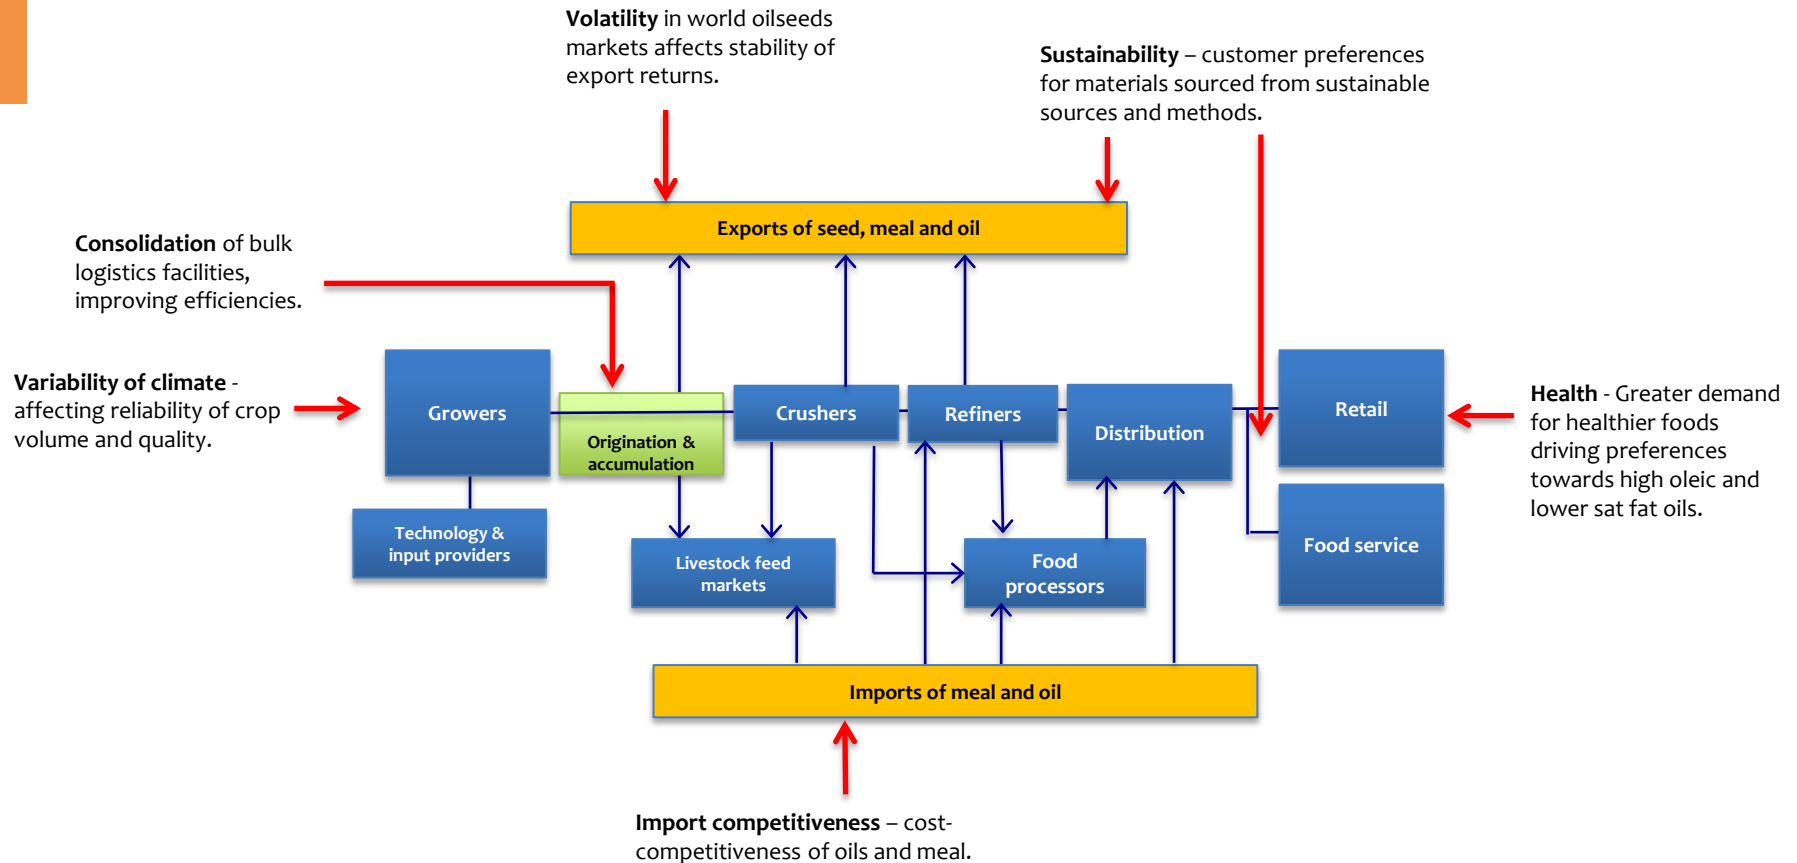 Volatility in world oilseeds
markets affects stability of
export returns.
Sustainability – customer preferences
for materials sourced from sustainable
sources and methods.
Exports of seed, meal and oil
Consolidation of bulk
logistics facilities,
improving efficiencies.
Variability of climate -
affecting reliability of crop
volume and quality.
Growers
Origination &
accumulation
Crushers
Refiners
Distribution
Retail
Health - Greater demand
for healthier foods
driving preferences
towards high oleic and
lower sat fat oils.
Technology &
input providers
Livestock feed
markets
Food
processors
Food service
Imports of meal and oil
Import competitiveness – cost-
competitiveness of oils and meal.